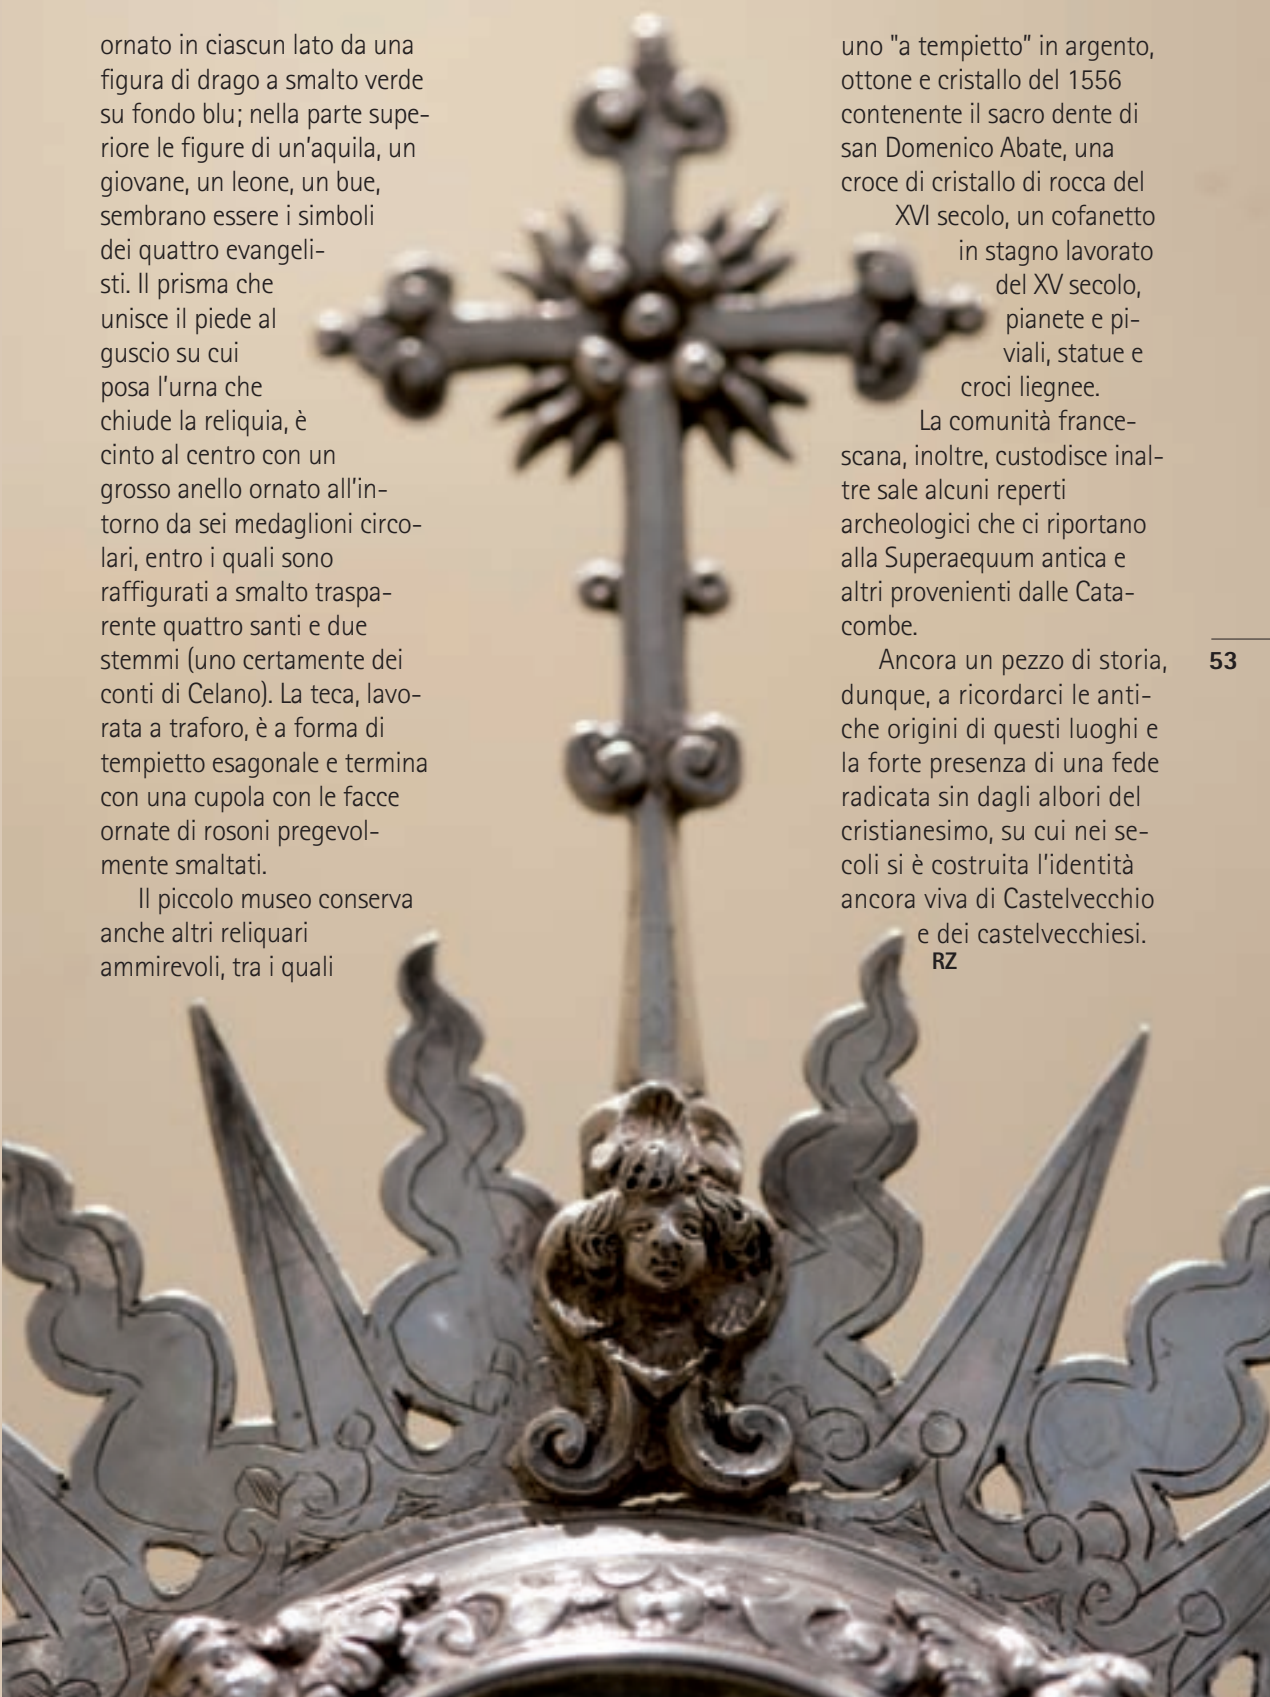 ornato in ciascun lato da una
figura di drago a smalto verde
su fondo blu; nella parte supe-
riore le figure di un'aquila, un
giovane, un leone, un bue,
sembrano essere i simboli
dei quattro evangeli-
sti. Il prisma che
unisce il piede al
guscio su cui
posa l'urna che
chiude la reliquia, è
cinto al centro con un
grosso anello ornato all'in-
torno da sei medaglioni circo-
lari, entro i quali sono
raffigurati a smalto traspa-
rente quattro santi e due
stemmi (uno certamente dei
conti di Celano). La teca, lavo-
rata a traforo, è a forma di
tempietto esagonale e termina
con una cupola con le facce
ornate di rosoni pregevol-
mente smaltati.
Il piccolo museo conserva
anche altri reliquari
ammirevoli, tra i quali
uno "a tempietto" in argento,
ottone e cristallo del 1556
contenente il sacro dente di
san Domenico Abate, una
croce di cristallo di rocca del
XVI secolo, un cofanetto
in stagno lavorato
del XV secolo,
pianete e pi-
viali, statue e
croci liegnee.
La comunità france-
scana, inoltre, custodisce inal-
tre sale alcuni reperti
archeologici che ci riportano
alla Superaequum antica e
altri provenienti dalle Cata-
combe.
Ancora un pezzo di storia,
dunque, a ricordarci le anti-
che origini di questi luoghi e
la forte presenza di una fede
radicata sin dagli albori del
cristianesimo, su cui nei se-
coli si è costruita l'identità
ancora viva di Castelvecchio
e dei castelvecchiesi.
RZ
53